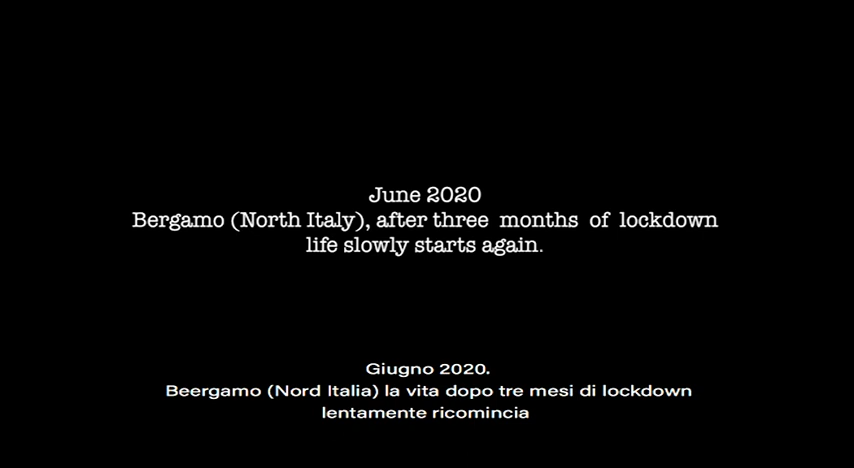 June 2020
Bergamo (North Italy), after three months of lockdown
life slowly starts again.
Giugno 2020.
Beergamo (Nord Italia) la vita dopo tre mesi di lockdown
lentamente ricomincia